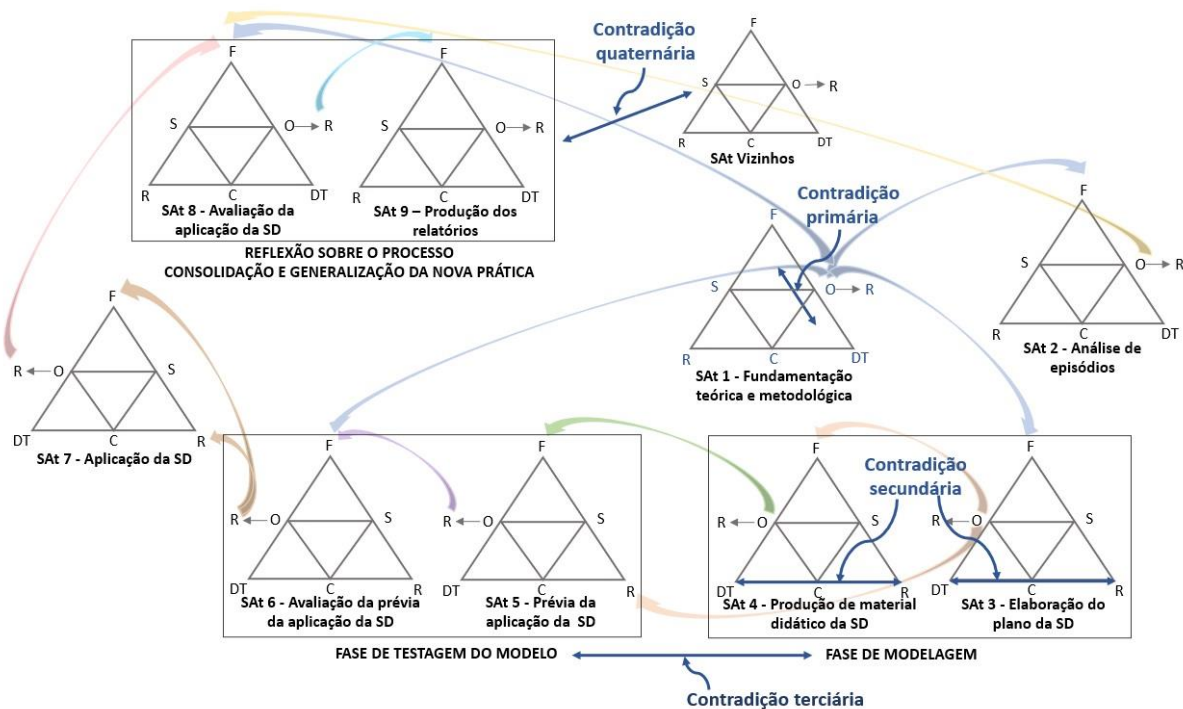 F
Contradição
quaternária
F
F
S
O
R
S
O
R
S
O
R
R
C
DT
SAt Vizinhos
R
C
DT
R
C
DT
SAt 8 - Avaliação da
aplicação da SD
SAt 9 – Produção dos
relatórios
REFLEXÃO SOBRE O PROCESSO
CONSOLIDAÇÃO E GENERALIZAÇÃO DA NOVA PRÁTICA
Contradição
primária
F
S
O
R
R
C
DT
SAt 1 - Fundamentação
teórica e metodológica
F
S
O
R
R
C
DT
SAt 2 - Análise de
episódios
F
R
O
S
DT
C
R
SAt 7 - Aplicação da SD
F
R
O
S
DT
C
R
SAt 6 - Avaliação da prévia
da aplicação da SD
F
R
O
S
DT
C
R
SAt 5 - Prévia da
aplicação da SD
FASE DE TESTAGEM DO MODELO
F
R
O
S
DT
C
R
SAt 4 - Produção de material
didático da SD
Contradição
secundária
F
R
O
S
DT
C
R
SAt 3 - Elaboração do
plano da SD
FASE DE MODELAGEM
Contradição terciária